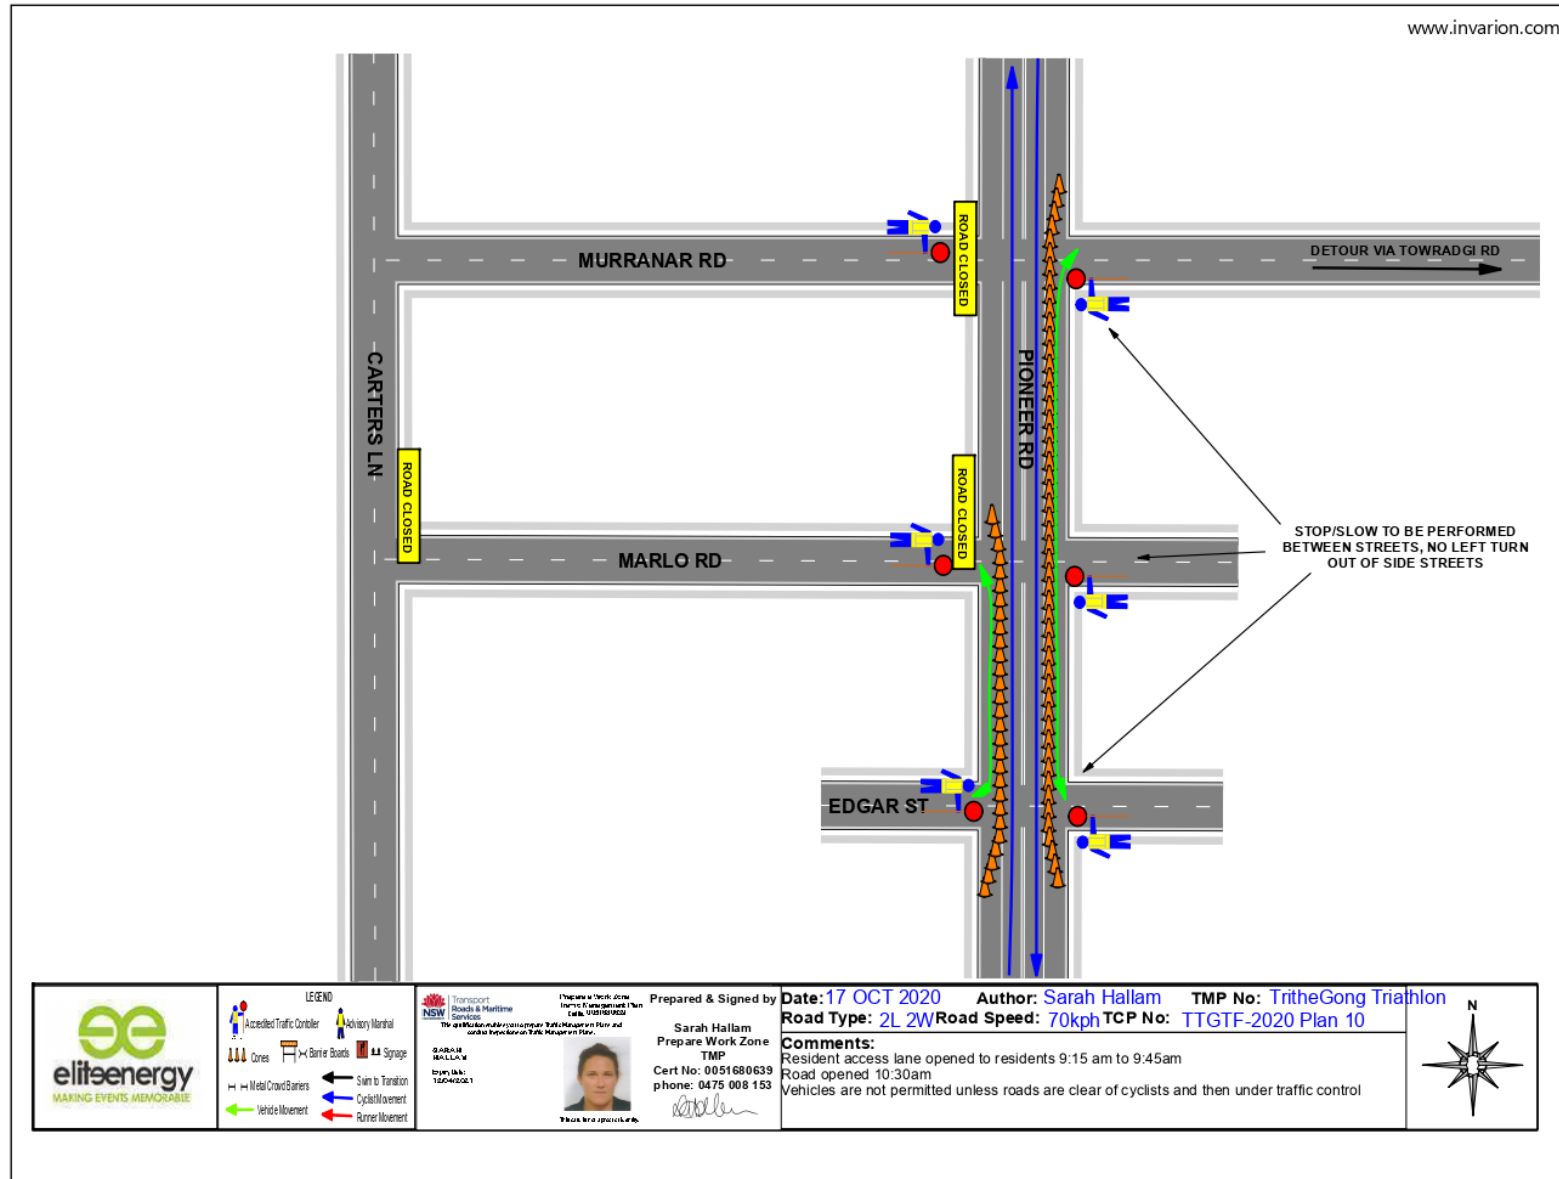 www.invarion.com
ROAD CLOSED
MURRANAR RD
DETOUR VIA TOWRADGI RD
CARTERS LN
PIONEER RD
ROAD CLOSED
ROAD CLOSED
MARLO RD
STOP/SLOW TO BE PERFORMED
BETWEEN STREETS, NO LEFT TURN
OUT OF SIDE STREETS
EDGAR ST
eliteenergy
MAKING EVENTS MEMORABLE
LEGEND
Accredited Traffic Contoller
Advisory Marshal
Cones
Barrier Boards
Signage
Metal Crowd Barriers
Swim to Transition
Cyclist Movement
Vehicle Movement
Runner Movement
NSW
Transport
Roads & Maritime
Services
SARAH
HALLAM
Prepared & Signed by
Sarah Hallam
Prepare Work Zone
TMP
Cert No: 0051680639
phone: 0475 008 153
Date: 17 OCT 2020 Author: Sarah Hallam TMP No: TritheGong Triathlon
Road Type: 2L 2W Road Speed: 70kph TCP No: TTGTF-2020 Plan 10
Comments:
Resident access lane opened to residents 9:15 am to 9:45am
Road opened 10:30am
Vehicles are not permitted unless roads are clear of cyclists and then under traffic control
N